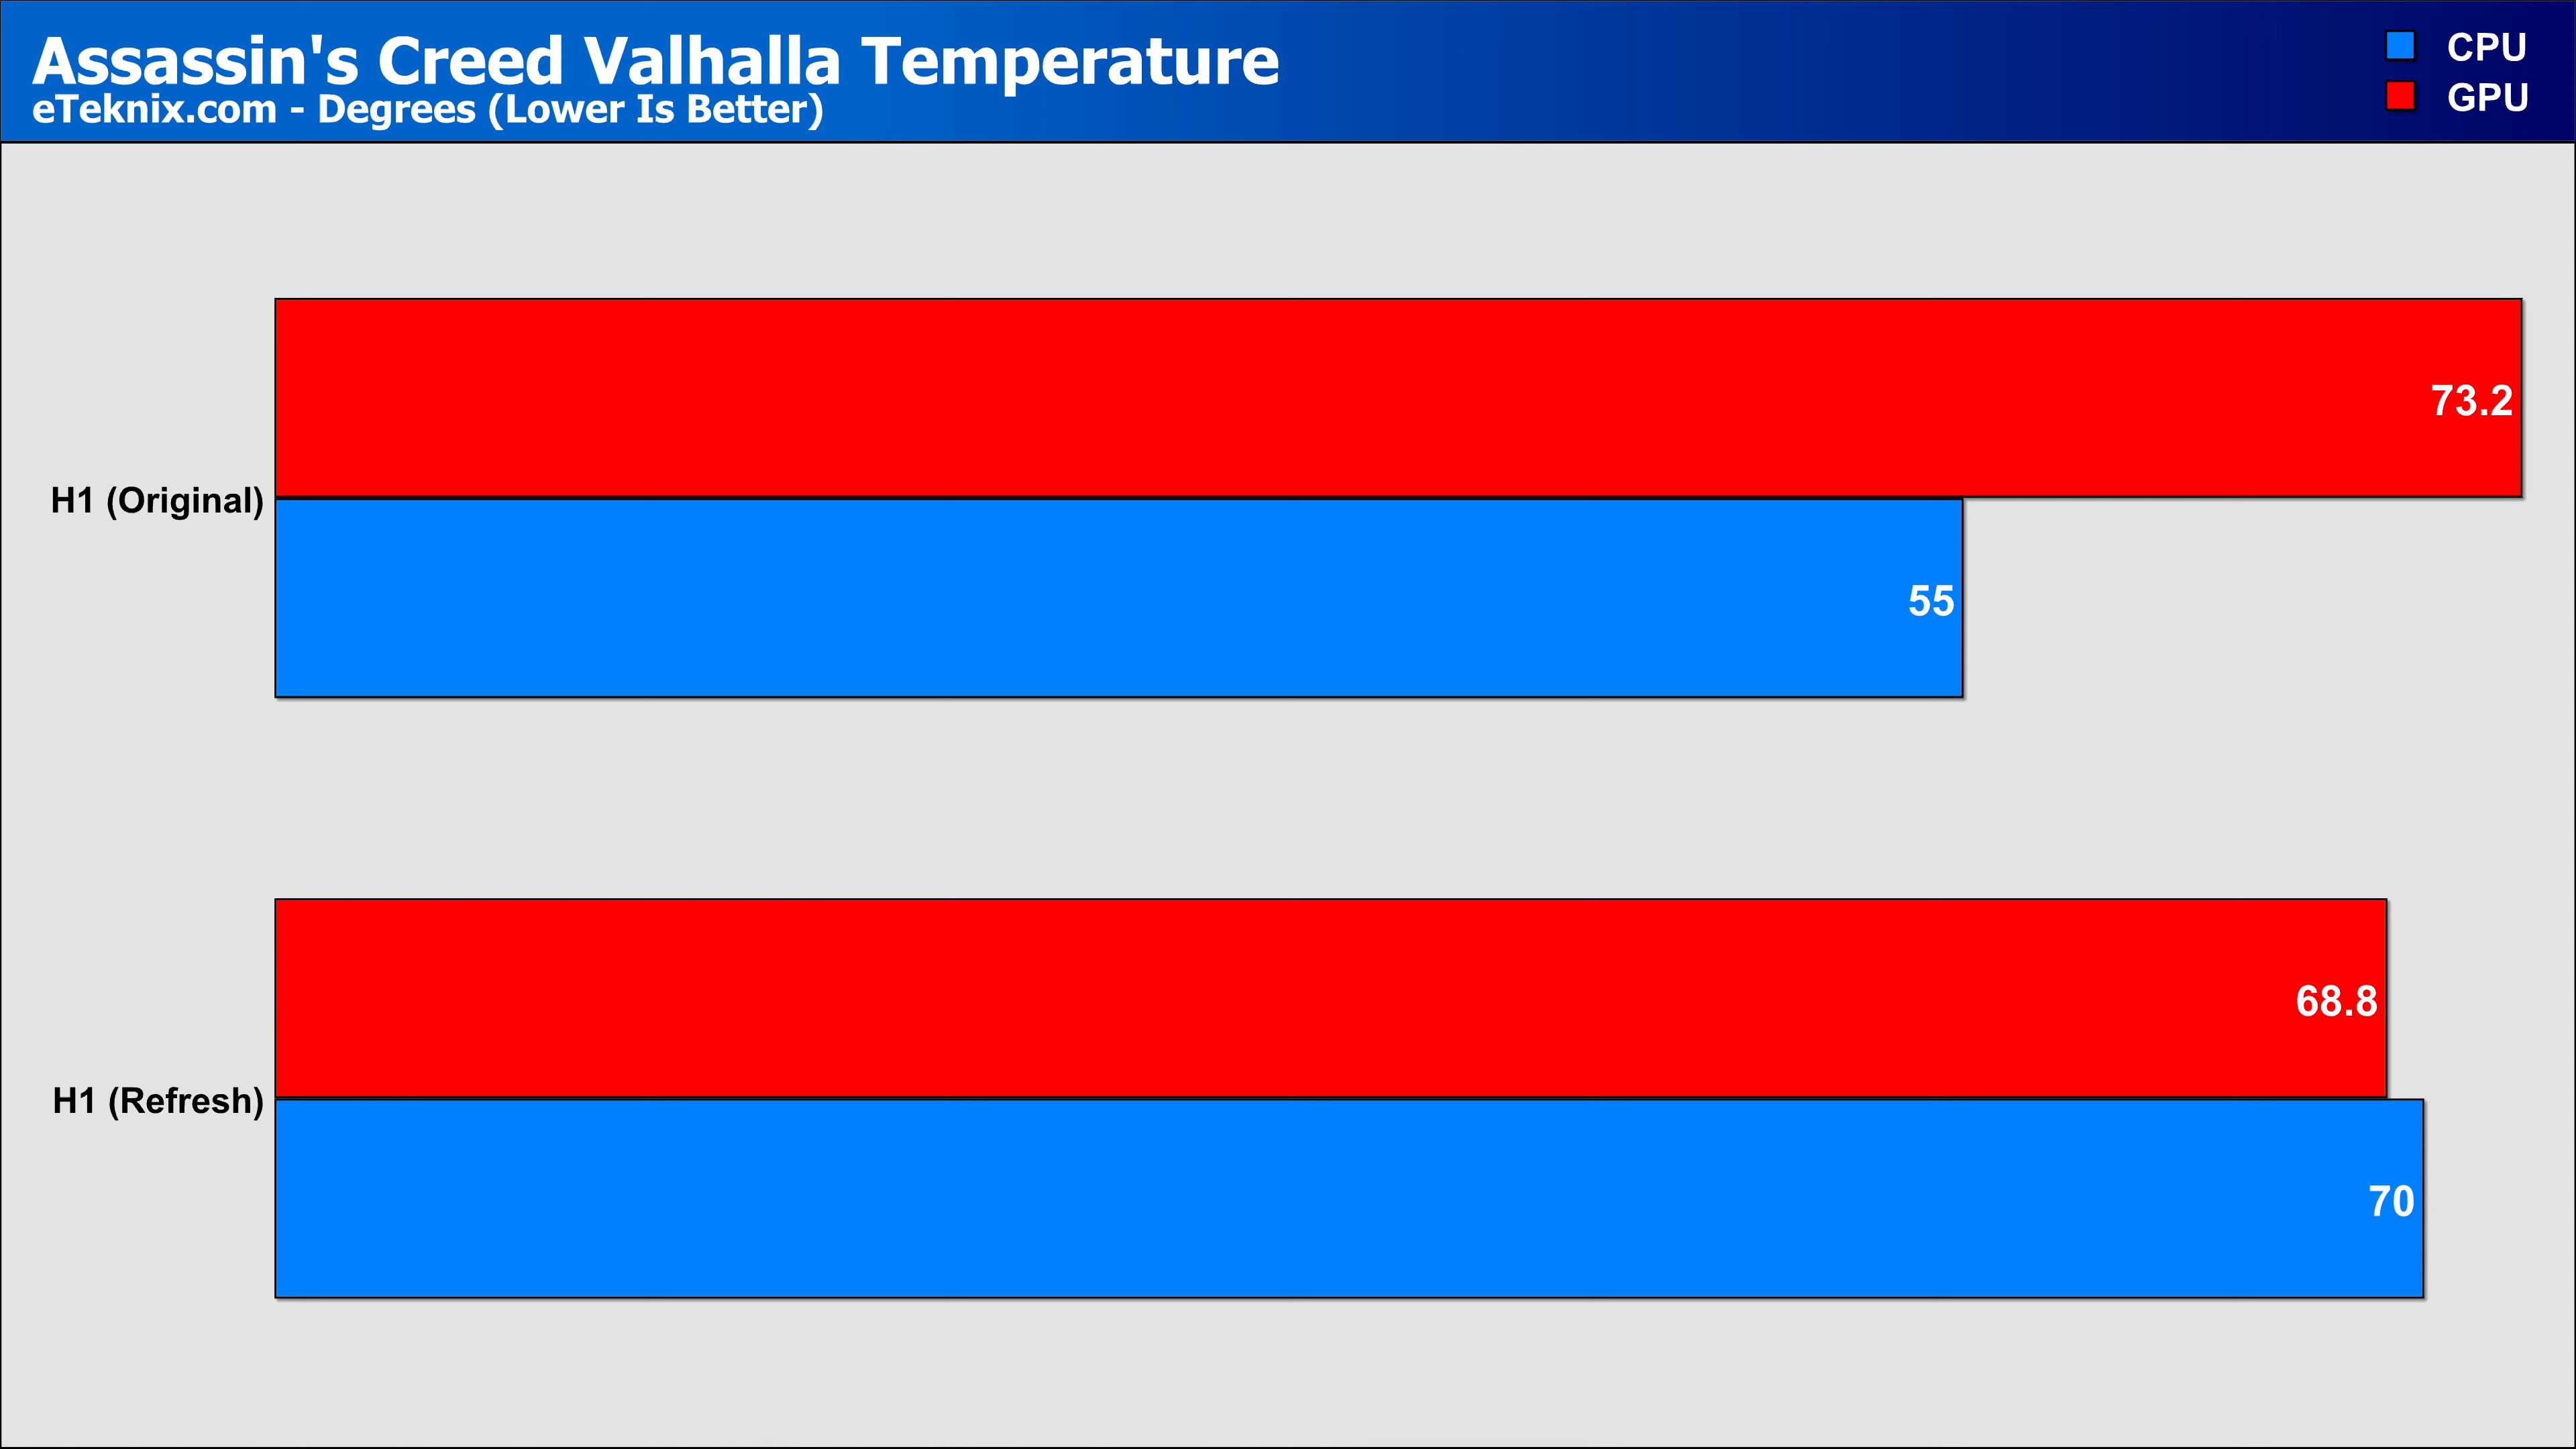 Assassin's Creed Valhalla Temperature
eTeknix.com - Degrees (Lower Is Better)
CPU
GPU
73.2
H1 (Original)
55
68.8
H1 (Refresh)
70